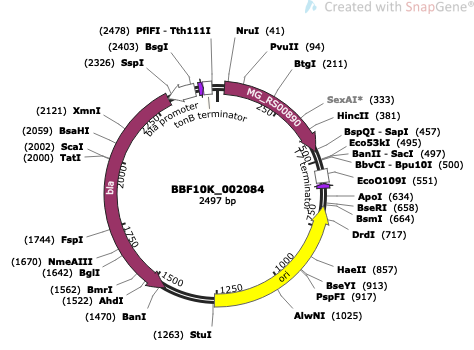 Created with SnapGene®
(2478) PflFI - Tth111I
(2403) BsgI
(2326) SspI
(2121) XmnI
(2059) BsaHI
(2002) ScaI
(2000) TatI
(1744) FspI
(1670) NmeAIII
(1642) BglI
(1562) BmrI
(1522) AhdI
(1470) BanI
(1263) StuI
NruI (41)
PvuII (94)
BtgI (211)
SexAI* (333)
HincII (381)
BspQI - SapI (457)
Eco53kI (495)
BanII - SacI (497)
BbvCI - Bpu10I (500)
EcoO109I (551)
ApoI (634)
BseRI (658)
BsmI (664)
DrdI (717)
HaeII (857)
BseYI (913)
PspFI (917)
AlwNI (1025)
MG_RS00890
bla promoter
tonB terminator
T7 terminator
bla
ori
250
500
750
1000
1250
1500
1750
2000
2250
BBF10K_002084
2497 bp